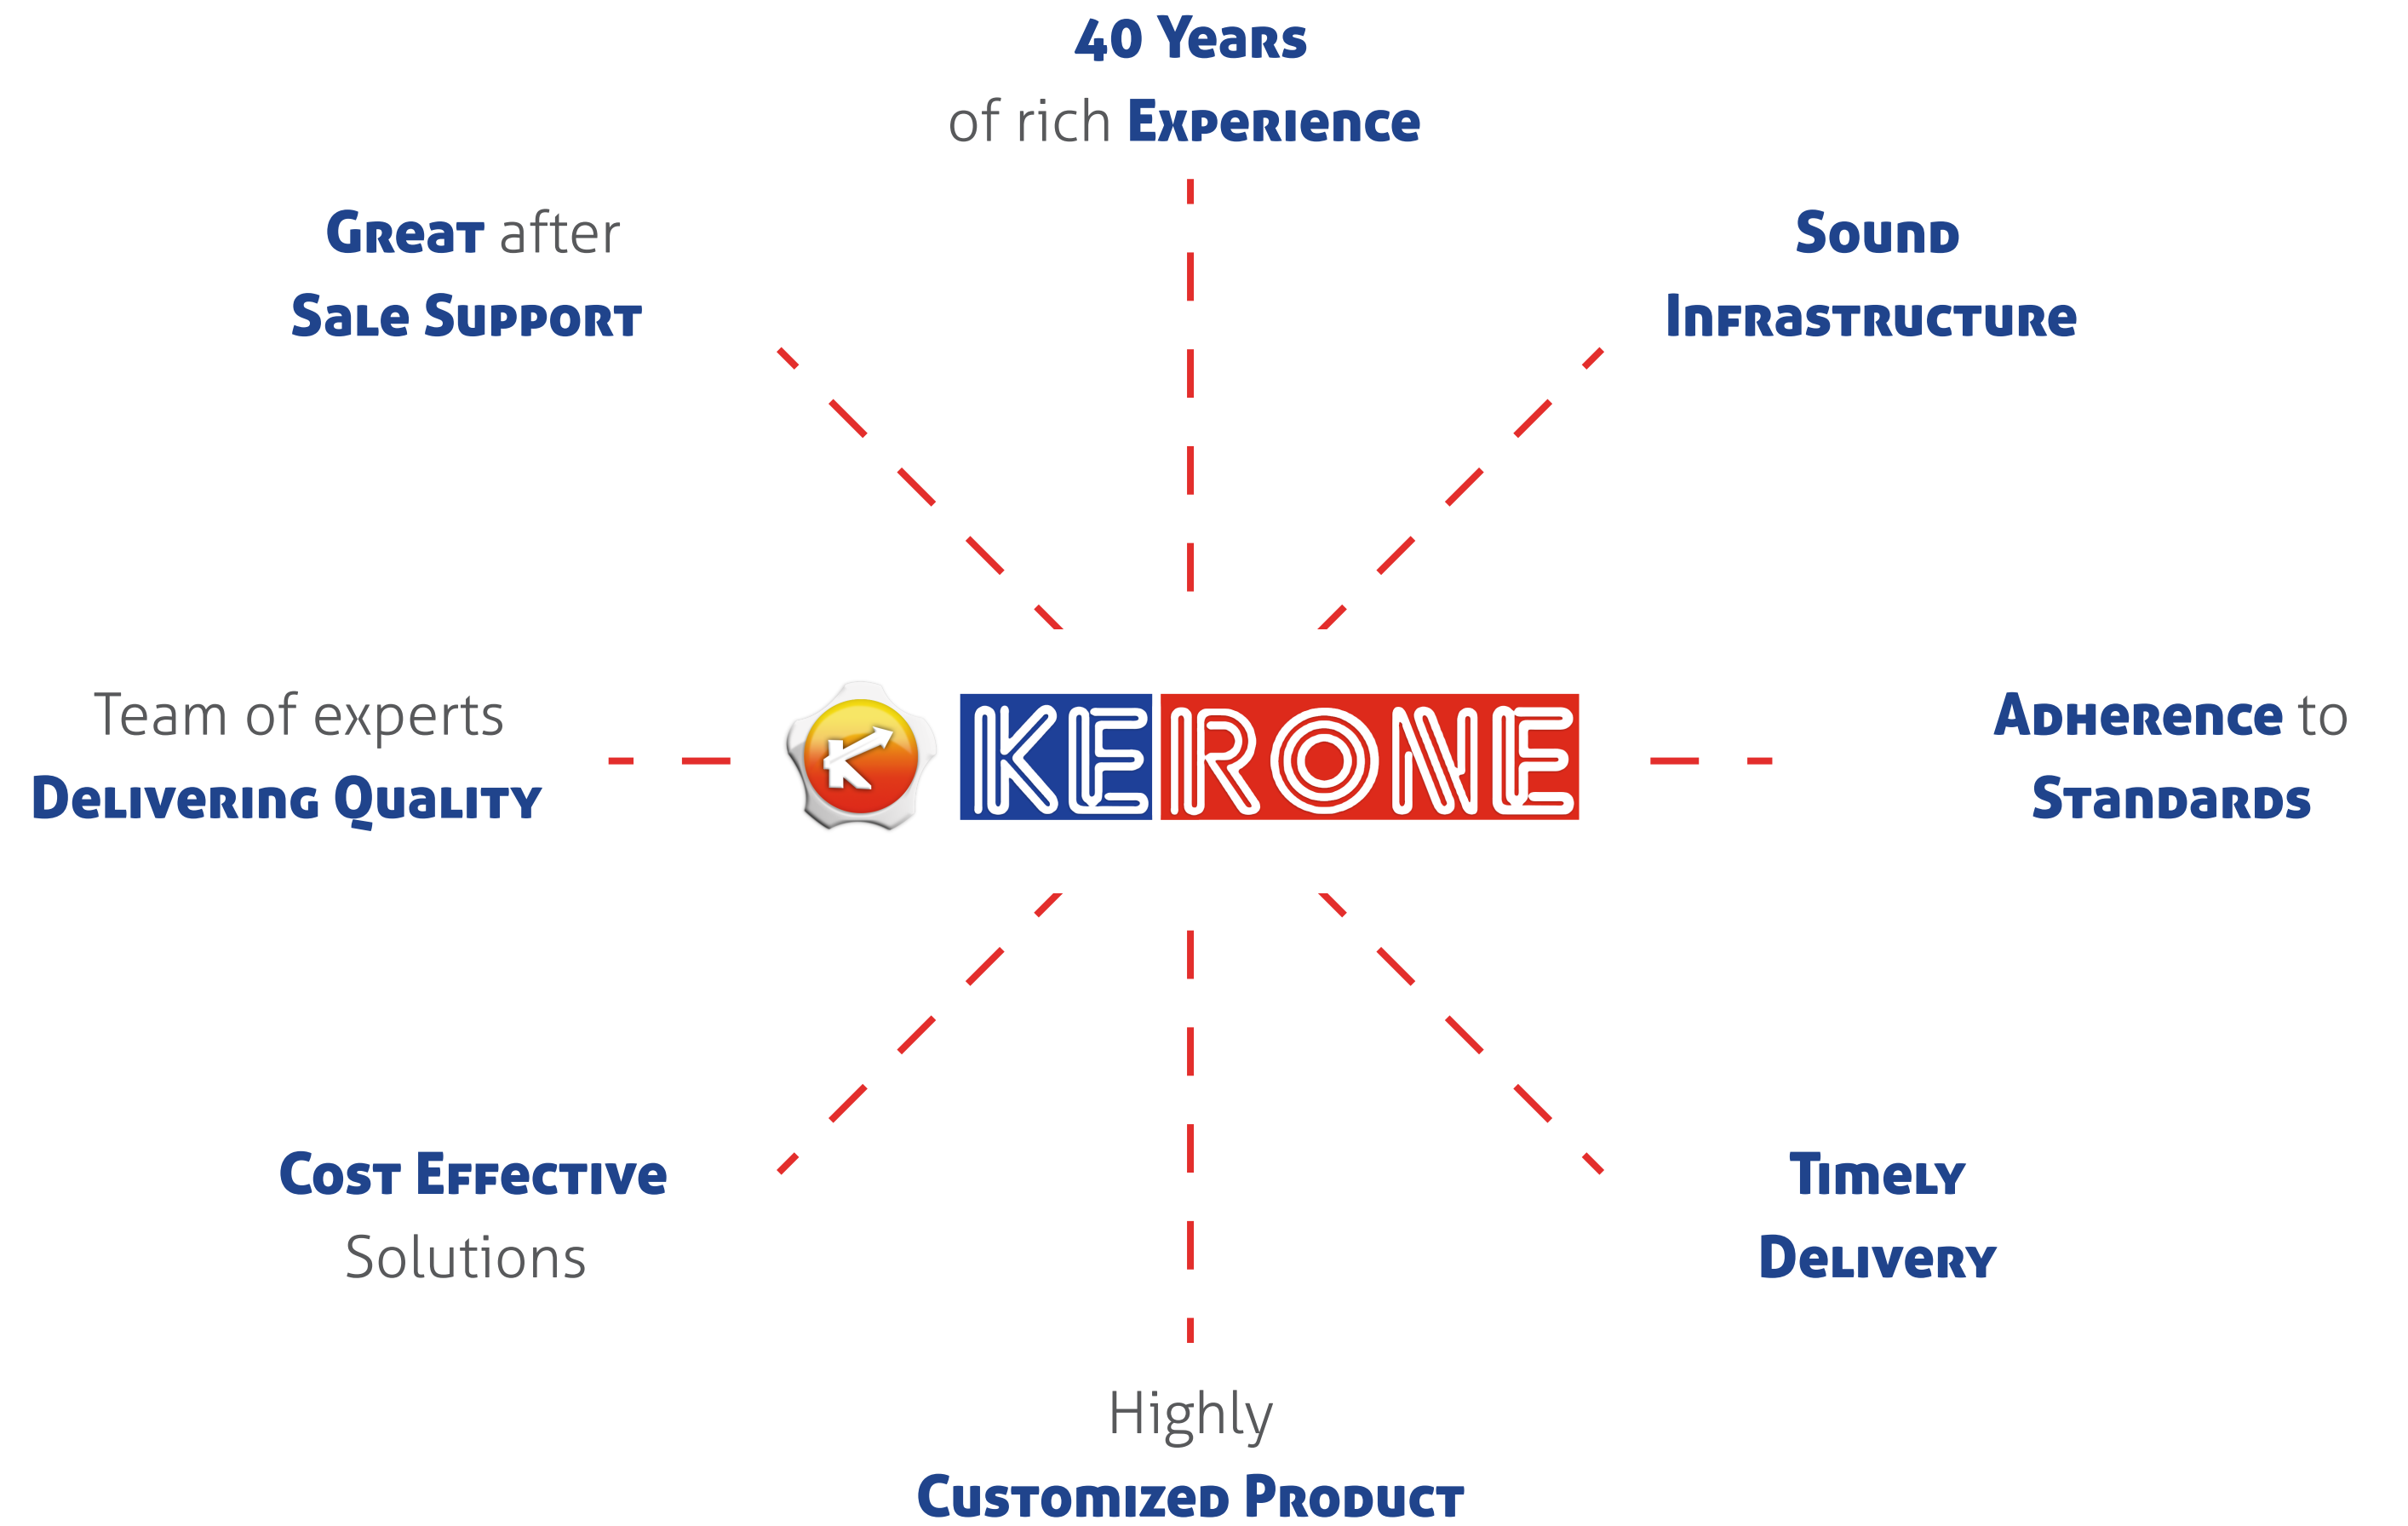 40 Years
of rich Experience
Great after
Sale Support
Sound
Infrastructure
Team of experts
Delivering Quality
K
KERONE
Adherence to
Standards
Cost Effective
Solutions
Timely
Delivery
Highly
Customized Product